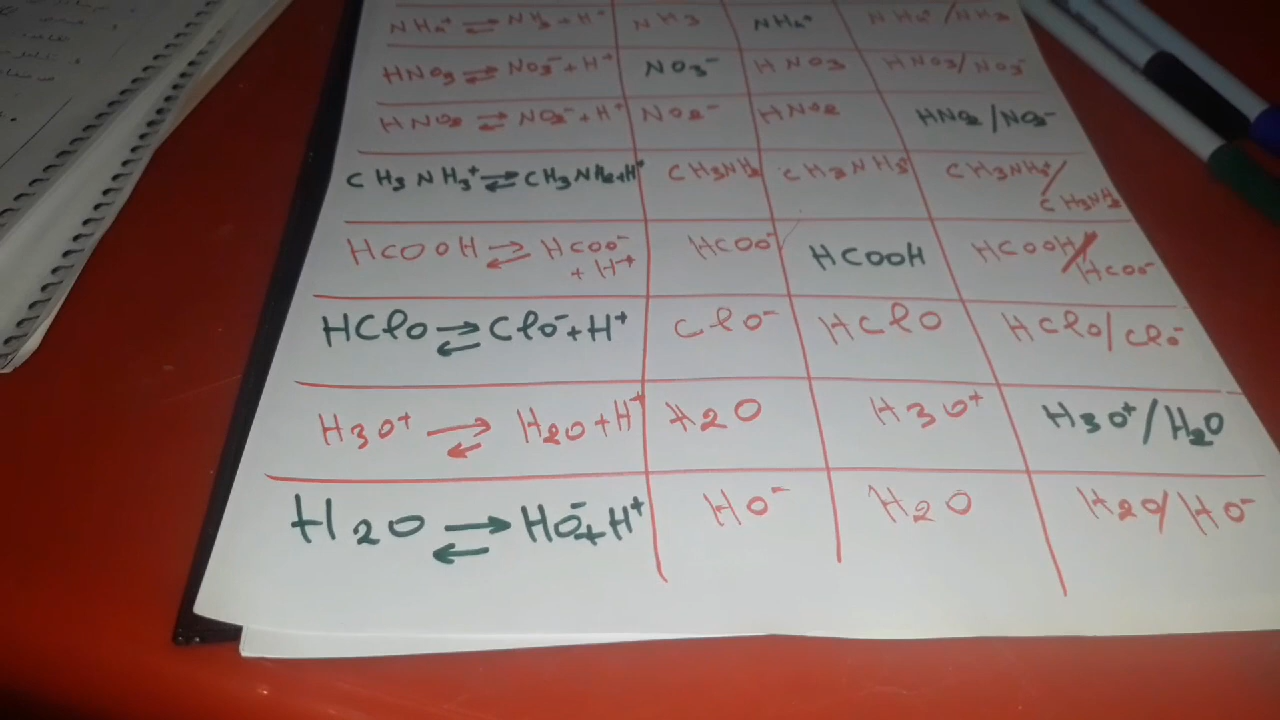 NH4+ ⇌ NH3 + H+ NH3 NH4+ NH4+/NH3
HNO3 ⇌ NO3- + H+ NO3- HNO3 HNO3/NO3-
HNO2 ⇌ NO2- + H+ NO2- HNO2 HNO2/NO2-
CH3NH3+ ⇌ CH3NH2+H+ CH3NH2 CH3NH3+ CH3NH3+/
CH3NH2
HCOOH ⇌ HCOO- HCOO- HCOOH HCOOH/
+ H+ HCOO-
HClO ⇌ ClO- + H+ ClO- HClO HClO/ClO-
H3O+ ⇌ H2O + H+ H2O H3O+ H3O+/H2O
H2O ⇌ HO- + H+ HO- H2O H2O/HO-